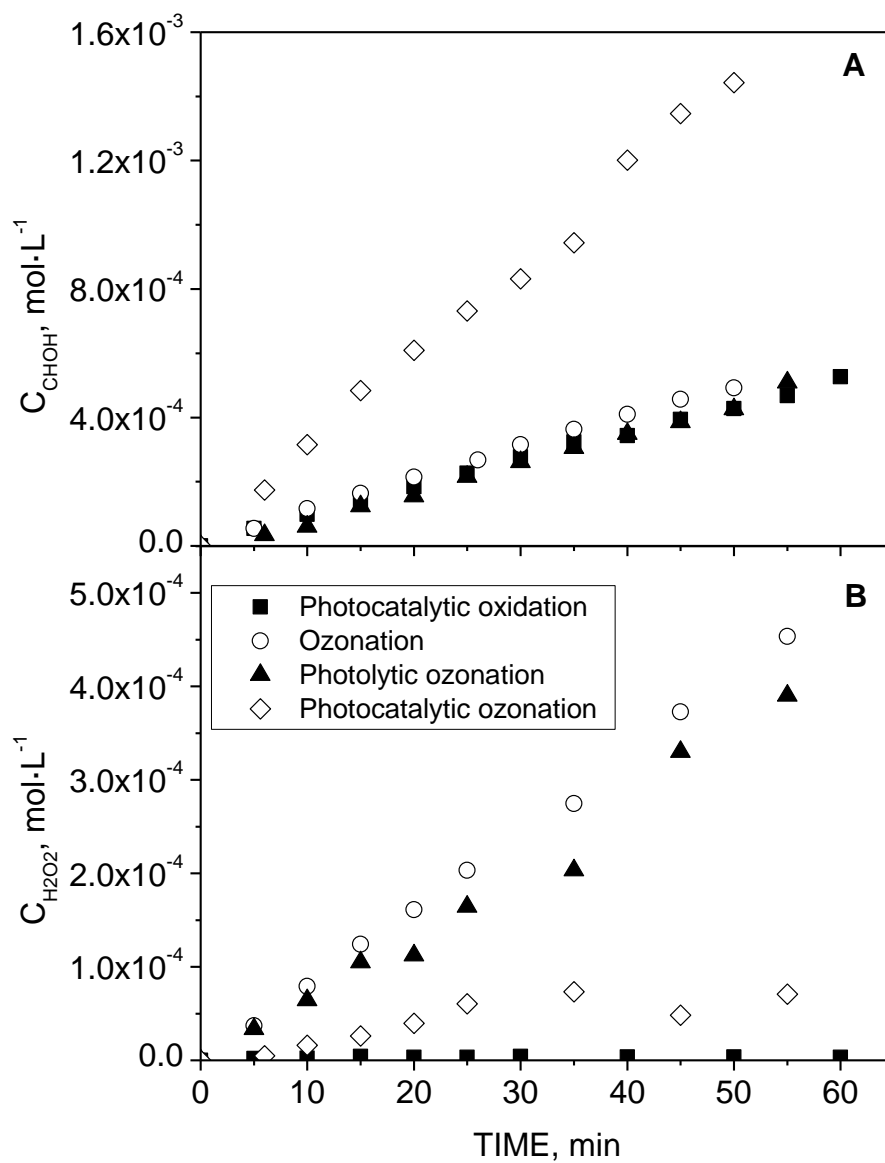 A
1.6x10⁻³
1.2x10⁻³
8.0x10⁻⁴
4.0x10⁻⁴
0.0
C_CHOH, mol·L⁻¹
B
5.0x10⁻⁴
4.0x10⁻⁴
3.0x10⁻⁴
2.0x10⁻⁴
1.0x10⁻⁴
0.0
C_H2O2, mol·L⁻¹
Photocatalytic oxidation
Ozonation
Photolytic ozonation
Photocatalytic ozonation
0 10 20 30 40 50 60
TIME, min